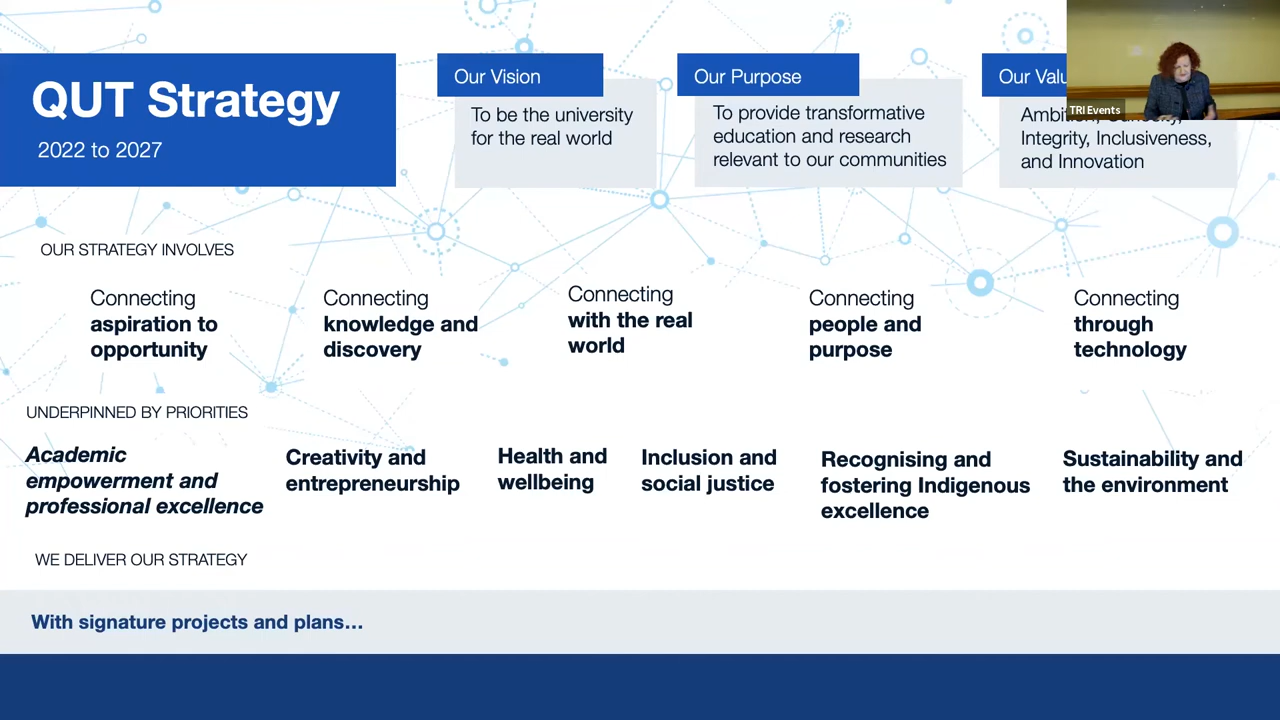 QUT Strategy
2022 to 2027
Our Vision
To be the university
for the real world
Our Purpose
To provide transformative
education and research
relevant to our communities
Our
TRI Events
Integrity, Inclusiveness,
and Innovation
OUR STRATEGY INVOLVES
Connecting
aspiration to
opportunity
Connecting
knowledge and
discovery
Connecting
with the real
world
Connecting
people and
purpose
Connecting
through
technology
UNDERPINNED BY PRIORITIES
Academic
empowerment and
professional excellence
Creativity and
entrepreneurship
Health and
wellbeing
Inclusion and
social justice
Recognising and
fostering Indigenous
excellence
Sustainability and
the environment
WE DELIVER OUR STRATEGY
With signature projects and plans…